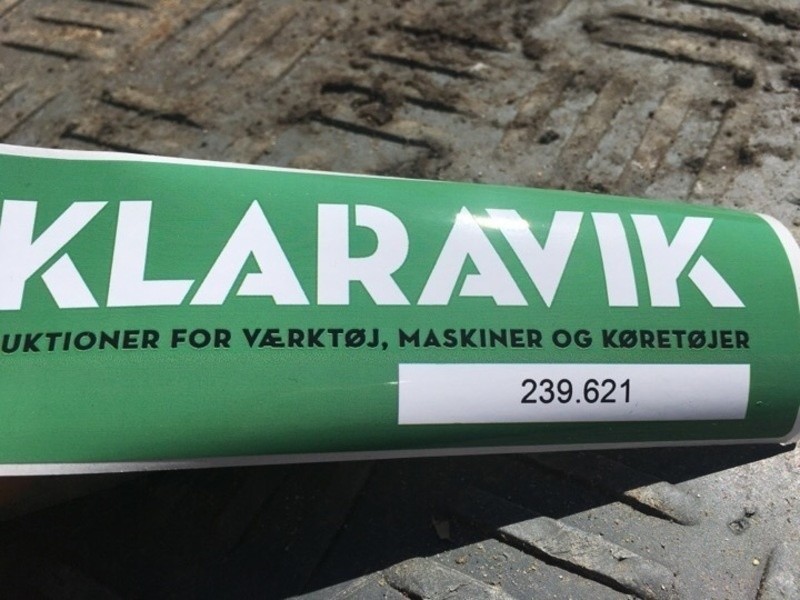 KLARAVIK
UKTIONER FOR VÆRKTØJ, MASKINER OG KØRETØJER
239.621